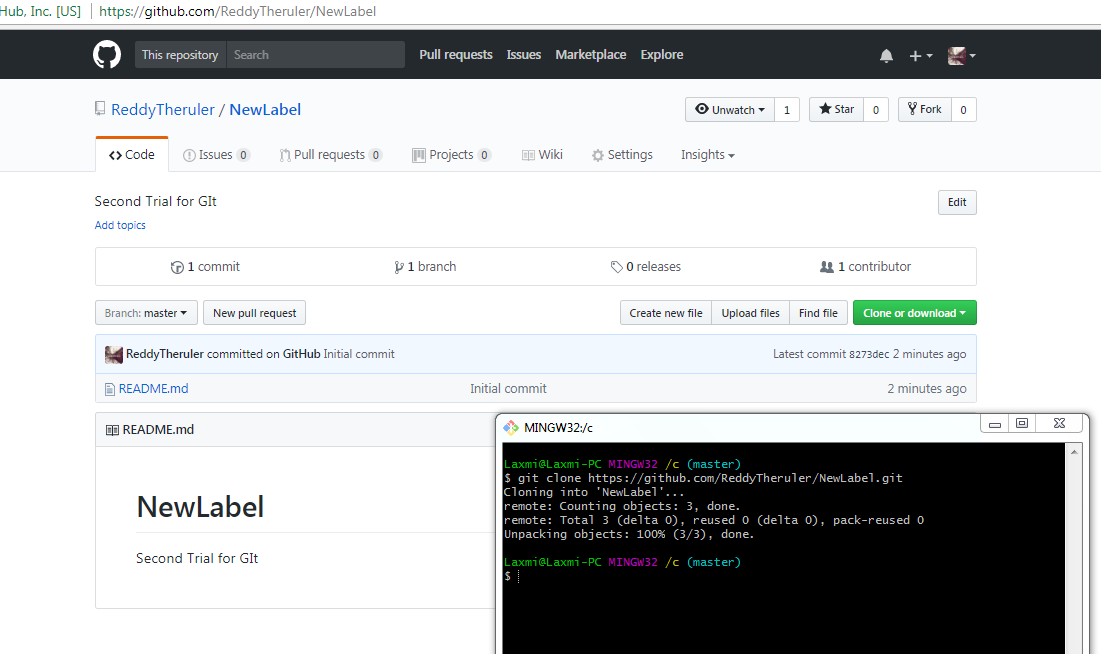 Hub, Inc. [US] https://github.com/ReddyTheruler/NewLabel
This repository Search Pull requests Issues Marketplace Explore
ReddyTheruler / NewLabel Unwatch 1 Star 0 Fork 0
Code Issues 0 Pull requests 0 Projects 0 Wiki Settings Insights
Second Trial for GIt Edit
Add topics
1 commit 1 branch 0 releases 1 contributor
Branch: master New pull request Create new file Upload files Find file Clone or download
ReddyTheruler committed on GitHub Initial commit Latest commit 8273dec 2 minutes ago
README.md Initial commit 2 minutes ago
README.md
NewLabel
Second Trial for GIt
MINGW32:/c
Laxmi@Laxmi-PC MINGW32 /c (master)
$ git clone https://github.com/ReddyTheruler/NewLabel.git
Cloning into 'NewLabel'...
remote: Counting objects: 3, done.
remote: Total 3 (delta 0), reused 0 (delta 0), pack-reused 0
Unpacking objects: 100% (3/3), done.
Laxmi@Laxmi-PC MINGW32 /c (master)
$